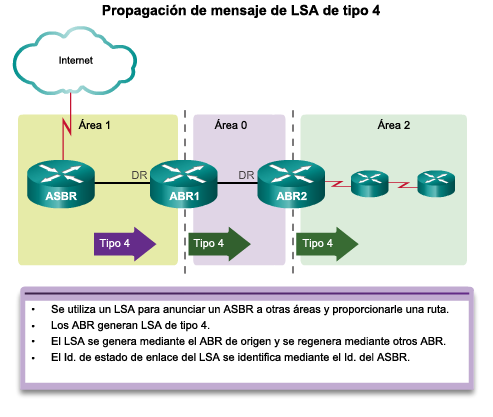 Propagación de mensaje de LSA de tipo 4
Internet
Área 1
Área 0
Área 2
DR
DR
ASBR
ABR1
ABR2
Tipo 4
Tipo 4
Tipo 4
• Se utiliza un LSA para anunciar un ASBR a otras áreas y proporcionarle una ruta.
• Los ABR generan LSA de tipo 4.
• El LSA se genera mediante el ABR de origen y se regenera mediante otros ABR.
• El Id. de estado de enlace del LSA se identifica mediante el Id. del ASBR.